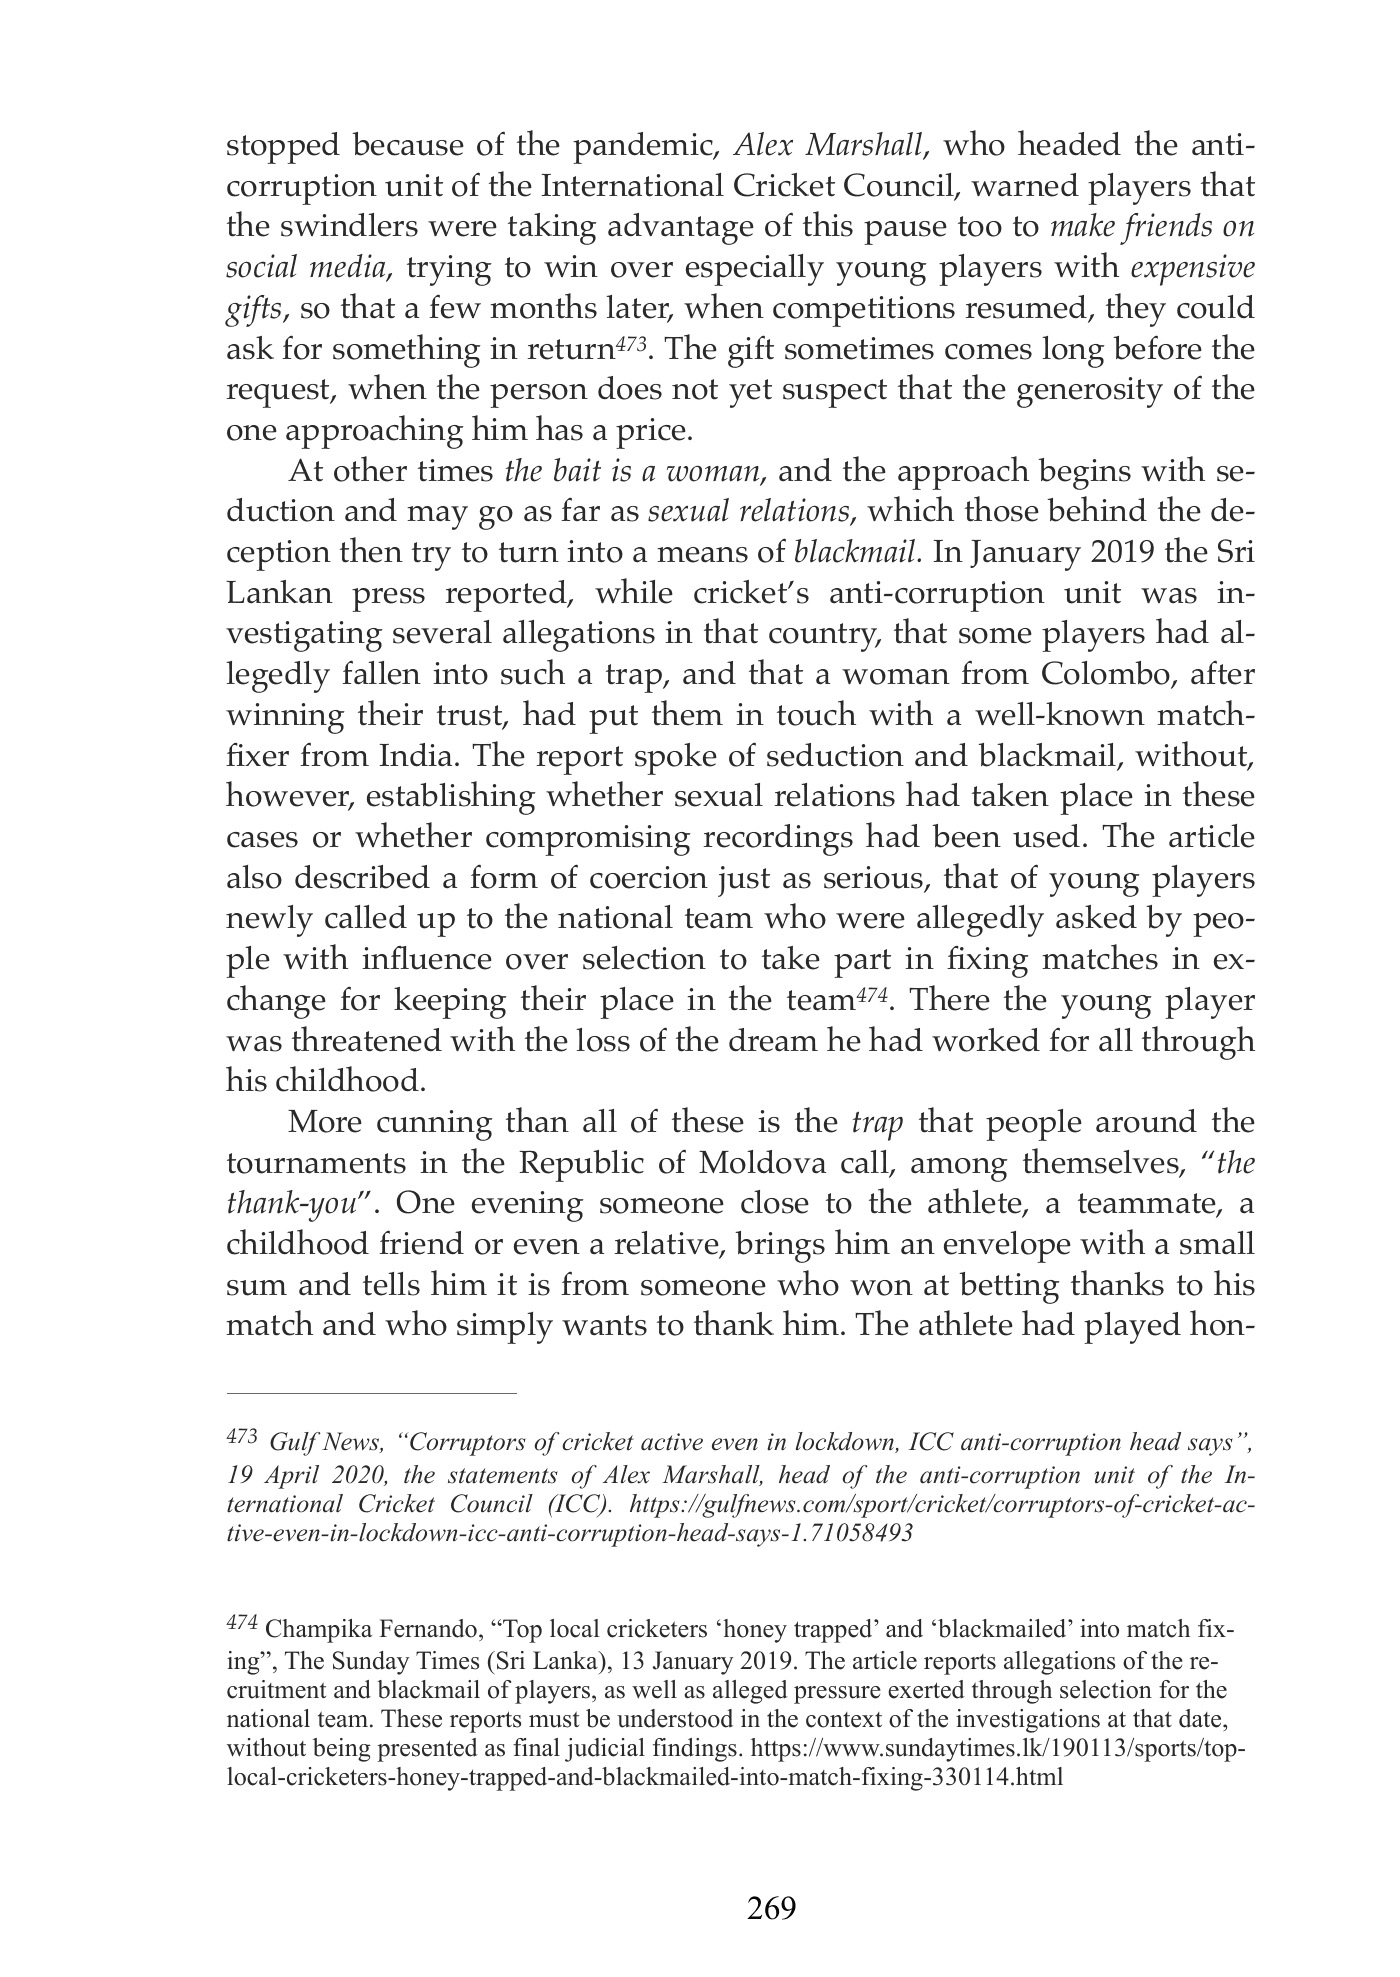 stopped because of the pandemic, Alex Marshall, who headed the anti-
corruption unit of the International Cricket Council, warned players that
the swindlers were taking advantage of this pause too to make friends on
social media, trying to win over especially young players with expensive
gifts, so that a few months later, when competitions resumed, they could
ask for something in return473. The gift sometimes comes long before the
request, when the person does not yet suspect that the generosity of the
one approaching him has a price.
At other times the bait is a woman, and the approach begins with se-
duction and may go as far as sexual relations, which those behind the de-
ception then try to turn into a means of blackmail. In January 2019 the Sri
Lankan press reported, while cricket’s anti-corruption unit was in-
vestigating several allegations in that country, that some players had al-
legedly fallen into such a trap, and that a woman from Colombo, after
winning their trust, had put them in touch with a well-known match-
fixer from India. The report spoke of seduction and blackmail, without,
however, establishing whether sexual relations had taken place in these
cases or whether compromising recordings had been used. The article
also described a form of coercion just as serious, that of young players
newly called up to the national team who were allegedly asked by peo-
ple with influence over selection to take part in fixing matches in ex-
change for keeping their place in the team474. There the young player
was threatened with the loss of the dream he had worked for all through
his childhood.
More cunning than all of these is the trap that people around the
tournaments in the Republic of Moldova call, among themselves, “the
thank-you”. One evening someone close to the athlete, a teammate, a
childhood friend or even a relative, brings him an envelope with a small
sum and tells him it is from someone who won at betting thanks to his
match and who simply wants to thank him. The athlete had played hon-
473 Gulf News, “Corruptors of cricket active even in lockdown, ICC anti-corruption head says”,
19 April 2020, the statements of Alex Marshall, head of the anti-corruption unit of the In-
ternational Cricket Council (ICC). https://gulfnews.com/sport/cricket/corruptors-of-cricket-ac-
tive-even-in-lockdown-icc-anti-corruption-head-says-1.71058493
474 Champika Fernando, “Top local cricketers ‘honey trapped’ and ‘blackmailed’ into match fix-
ing”, The Sunday Times (Sri Lanka), 13 January 2019. The article reports allegations of the re-
cruitment and blackmail of players, as well as alleged pressure exerted through selection for the
national team. These reports must be understood in the context of the investigations at that date,
without being presented as final judicial findings. https://www.sundaytimes.lk/190113/sports/top-
local-cricketers-honey-trapped-and-blackmailed-into-match-fixing-330114.html
269